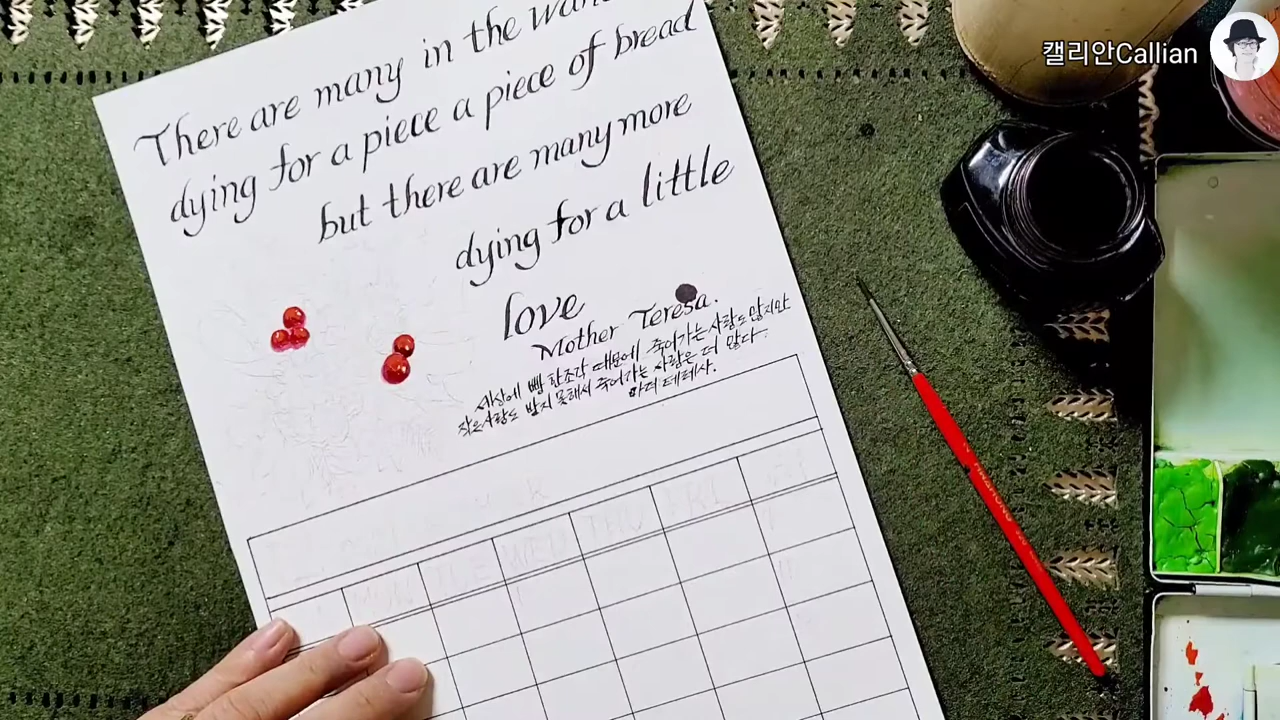 캘리안Callian
There are many in the
dying for a piece a piece of bread
but there are many more
dying for a little
love
Mother Teresa.
세상에 빵 한조각 때문에 죽어가는 사람도 많지만
작은사랑도 받지 못해서 죽어가는 사람은 더 많다
마더 테레사.
TUE WED THU FRI